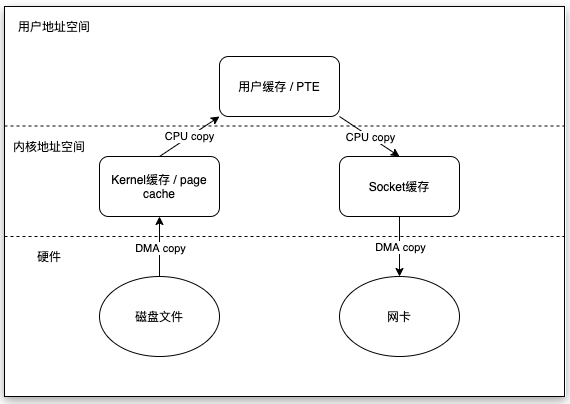 用户地址空间
用户缓存 / PTE
CPU copy
CPU copy
内核地址空间
Kernel缓存 / page
cache
Socket缓存
DMA copy
DMA copy
硬件
磁盘文件
网卡